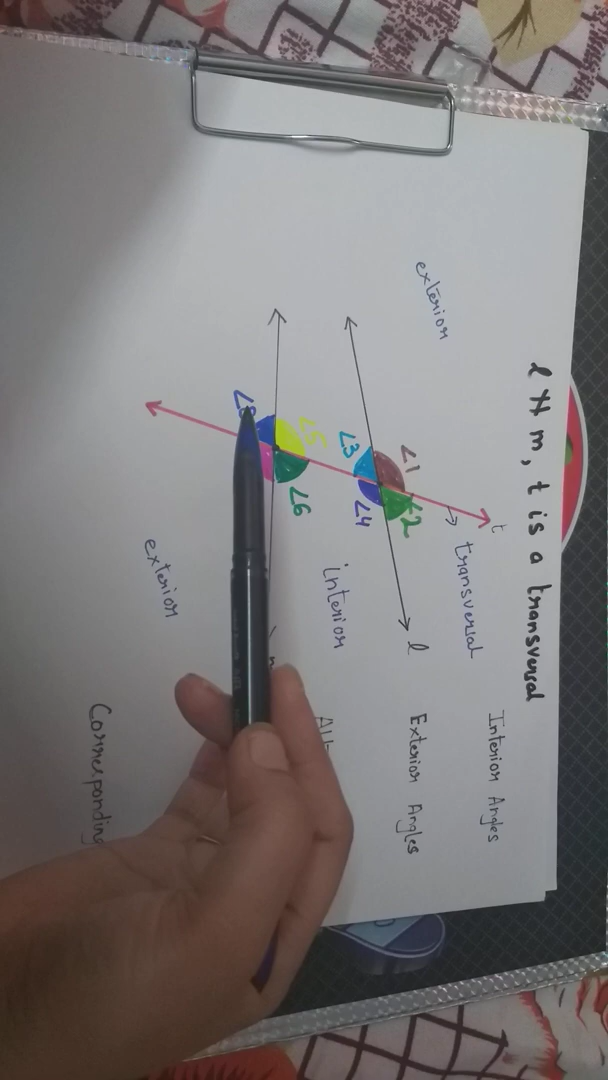 l ∦ m, t is a transversal
t
transversal
exterior
∠1
∠2
∠3
∠4
l
interior
∠5
∠6
exterior
Interior Angles
Exterior Angles
Corresponding